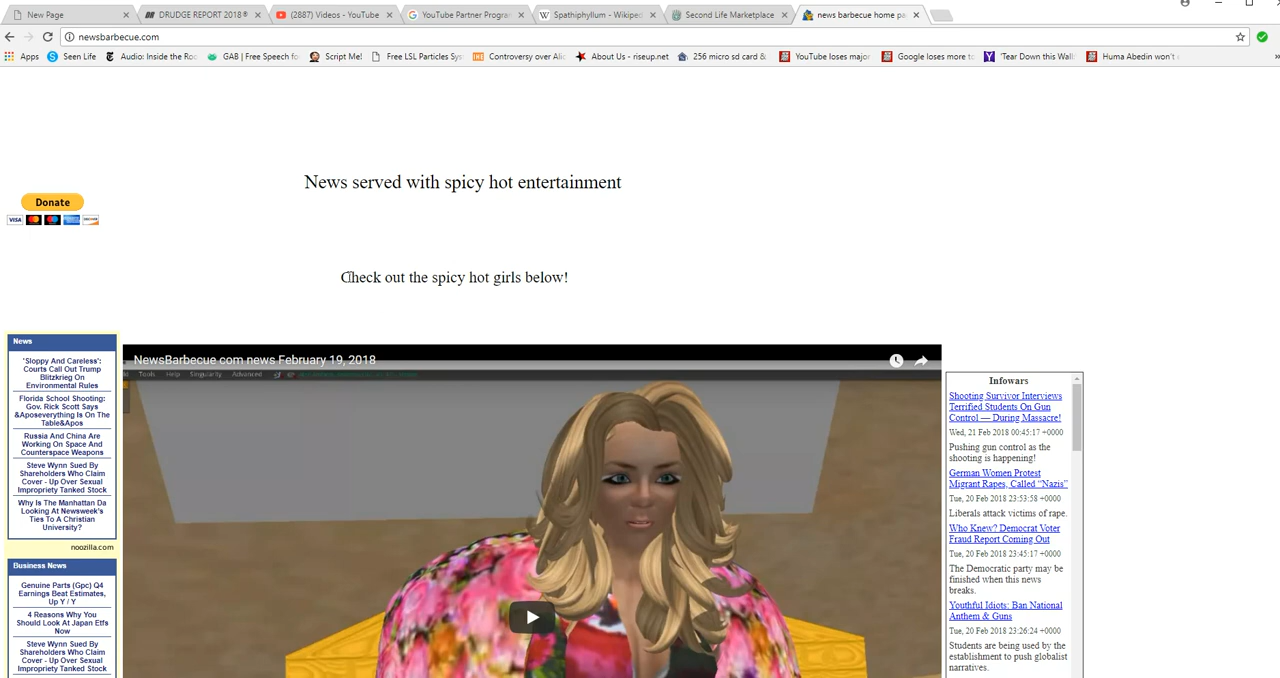 New Page
DRUDGE REPORT 2018®
(2887) Videos - YouTube
YouTube Partner Progra
Spathiphyllum - Wikiped
Second Life Marketplace
news barbecue home pa
newsbarbecue.com
Apps
Seen Life
Audio: Inside the Roo
GAB | Free Speech fo
Script Me!
Free LSL Particles Sys
Controversy over Alic
About Us - riseup.net
256 micro sd card &
YouTube loses major
Google loses more to
'Tear Down this Wall
Huma Abedin won't
News served with spicy hot entertainment
Donate
VISA
Check out the spicy hot girls below!
News
'Sloppy And Careless':
Courts Call Out Trump
Blitzkrieg On
Environmental Rules
Florida School Shooting:
Gov. Rick Scott Says
&Aposeverything Is On The
Table&Apos
Russia And China Are
Working On Space And
Counterspace Weapons
Steve Wynn Sued By
Shareholders Who Claim
Cover - Up Over Sexual
Impropriety Tanked Stock
Why Is The Manhattan Da
Looking At Newsweek's
Ties To A Christian
University?
noozilla.com
Business News
Genuine Parts (Gpc) Q4
Earnings Beat Estimates,
Up Y / Y
4 Reasons Why You
Should Look At Japan Etfs
Now
Steve Wynn Sued By
Shareholders Who Claim
Cover - Up Over Sexual
Impropriety Tanked Stock
NewsBarbecue com news February 19, 2018
Tools Help Singularity Advanced
Infowars
Shooting Survivor Interviews
Terrified Students On Gun
Control — During Massacre!
Wed, 21 Feb 2018 00:45:17 +0000
Pushing gun control as the
shooting is happening!
German Women Protest
Migrant Rapes, Called "Nazis"
Tue, 20 Feb 2018 23:53:58 +0000
Liberals attack victims of rape.
Who Knew? Democrat Voter
Fraud Report Coming Out
Tue, 20 Feb 2018 23:45:17 +0000
The Democratic party may be
finished when this news
breaks.
Youthful Idiots: Ban National
Anthem & Guns
Tue, 20 Feb 2018 23:26:24 +0000
Students are being used by the
establishment to push globalist
narratives.